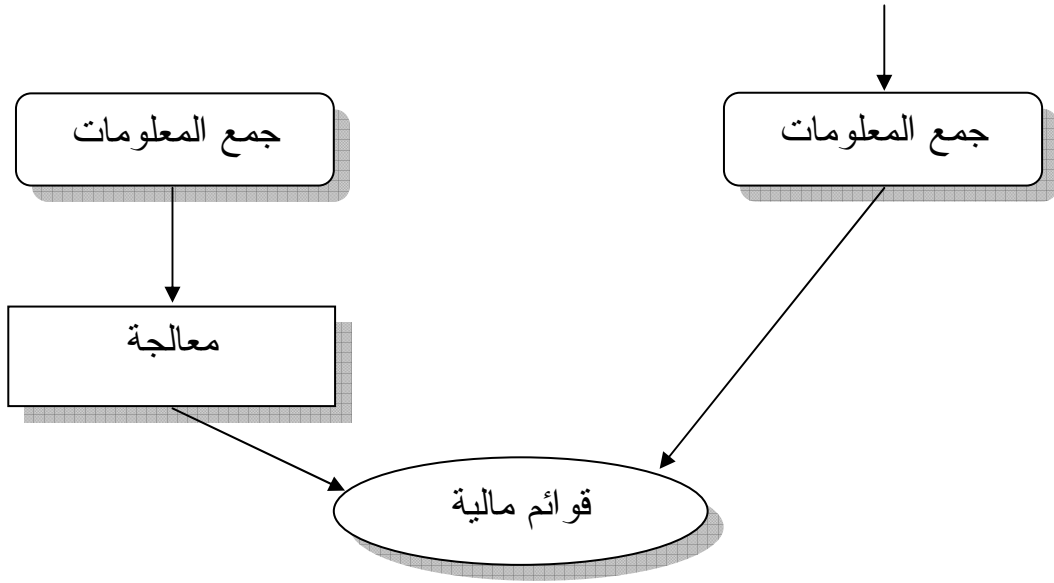 جمع المعلومات
جمع المعلومات
معالجة
قوائم مالية